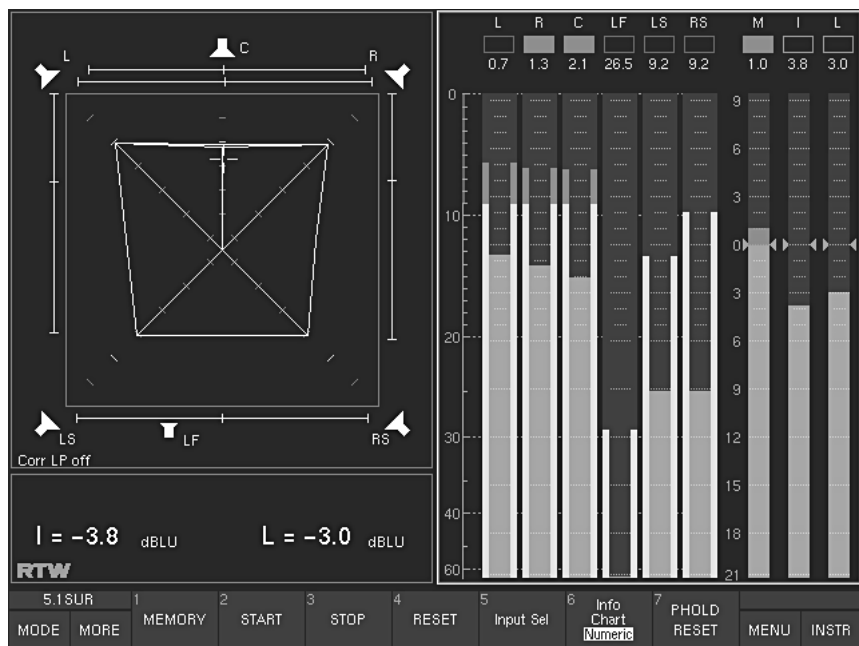 L R C LF LS RS M I L
0.7 1.3 2.1 26.5 9.2 9.2 1.0 3.8 3.0
C
L
R
LS
LF
RS
Corr LP off
0
10
20
30
40
60
9
6
3
0
3
6
9
12
15
18
21
I = -3.8 dBLU
L = -3.0 dBLU
RTW
5.1SUR
MODE MORE
1 MEMORY
2 START
3 STOP
4 RESET
5 Input Sel
6 Info
Chart
Numeric
7 PHOLD
RESET
MENU INSTR